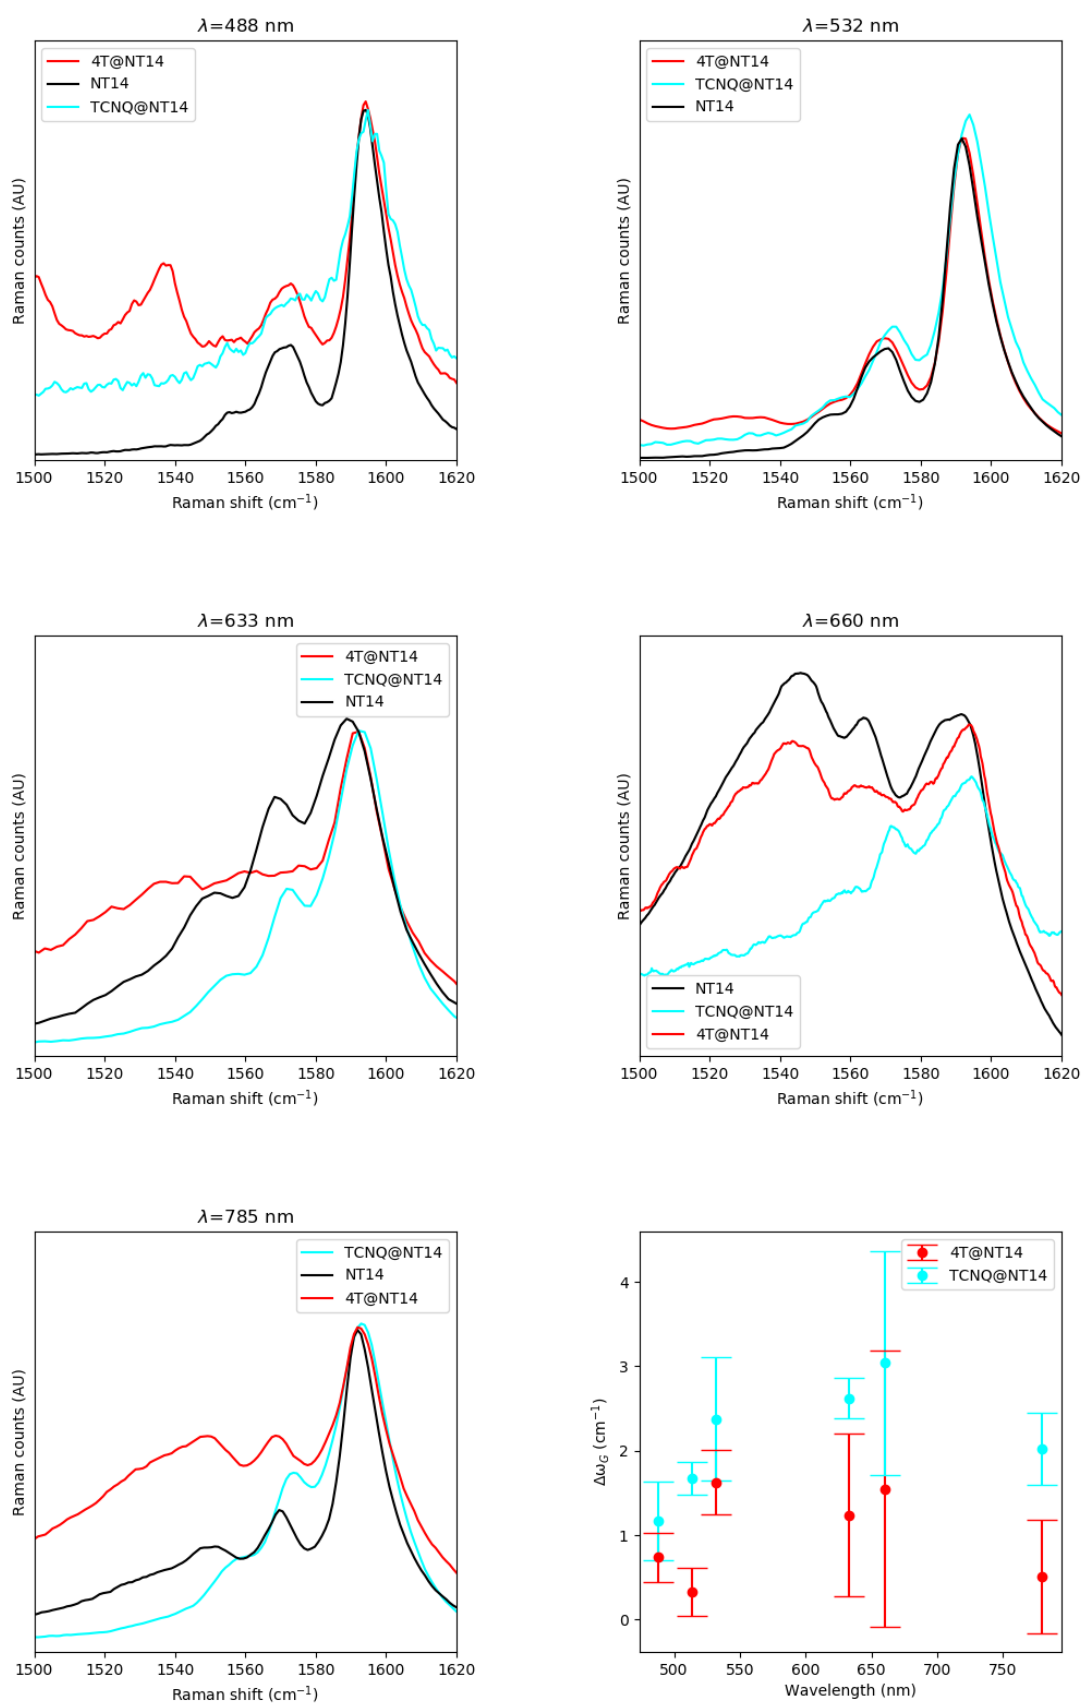 λ=488 nm
4T@NT14
NT14
TCNQ@NT14
Raman counts (AU)
1500 1520 1540 1560 1580 1600 1620
Raman shift (cm⁻¹)
λ=532 nm
4T@NT14
TCNQ@NT14
NT14
Raman counts (AU)
1500 1520 1540 1560 1580 1600 1620
Raman shift (cm⁻¹)
λ=633 nm
4T@NT14
TCNQ@NT14
NT14
Raman counts (AU)
1500 1520 1540 1560 1580 1600 1620
Raman shift (cm⁻¹)
λ=660 nm
NT14
TCNQ@NT14
4T@NT14
Raman counts (AU)
1500 1520 1540 1560 1580 1600 1620
Raman shift (cm⁻¹)
λ=785 nm
TCNQ@NT14
NT14
4T@NT14
Raman counts (AU)
1500 1520 1540 1560 1580 1600 1620
Raman shift (cm⁻¹)
4T@NT14
TCNQ@NT14
Δω_G (cm⁻¹)
4
3
2
1
0
500 550 600 650 700 750
Wavelength (nm)